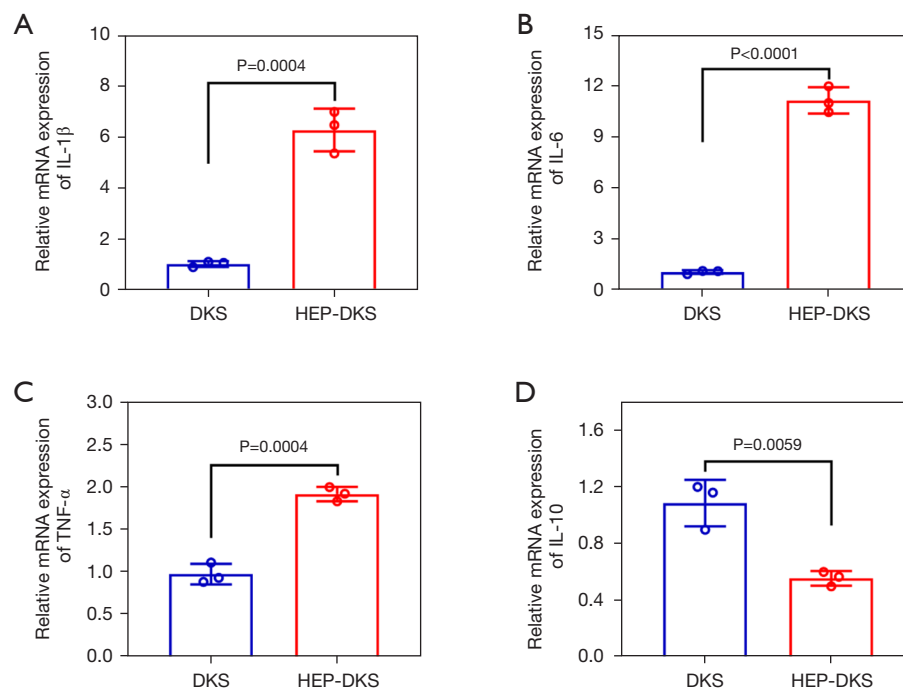 A
Relative mRNA expression
of IL-1β
10
8
6
4
2
0
P=0.0004
DKS
HEP-DKS
B
Relative mRNA expression
of IL-6
15
12
9
6
3
0
P<0.0001
DKS
HEP-DKS
C
Relative mRNA expression
of TNF-α
3.0
2.5
2.0
1.5
1.0
0.5
0.0
P=0.0004
DKS
HEP-DKS
D
Relative mRNA expression
of IL-10
1.6
1.2
0.8
0.4
0.0
P=0.0059
DKS
HEP-DKS